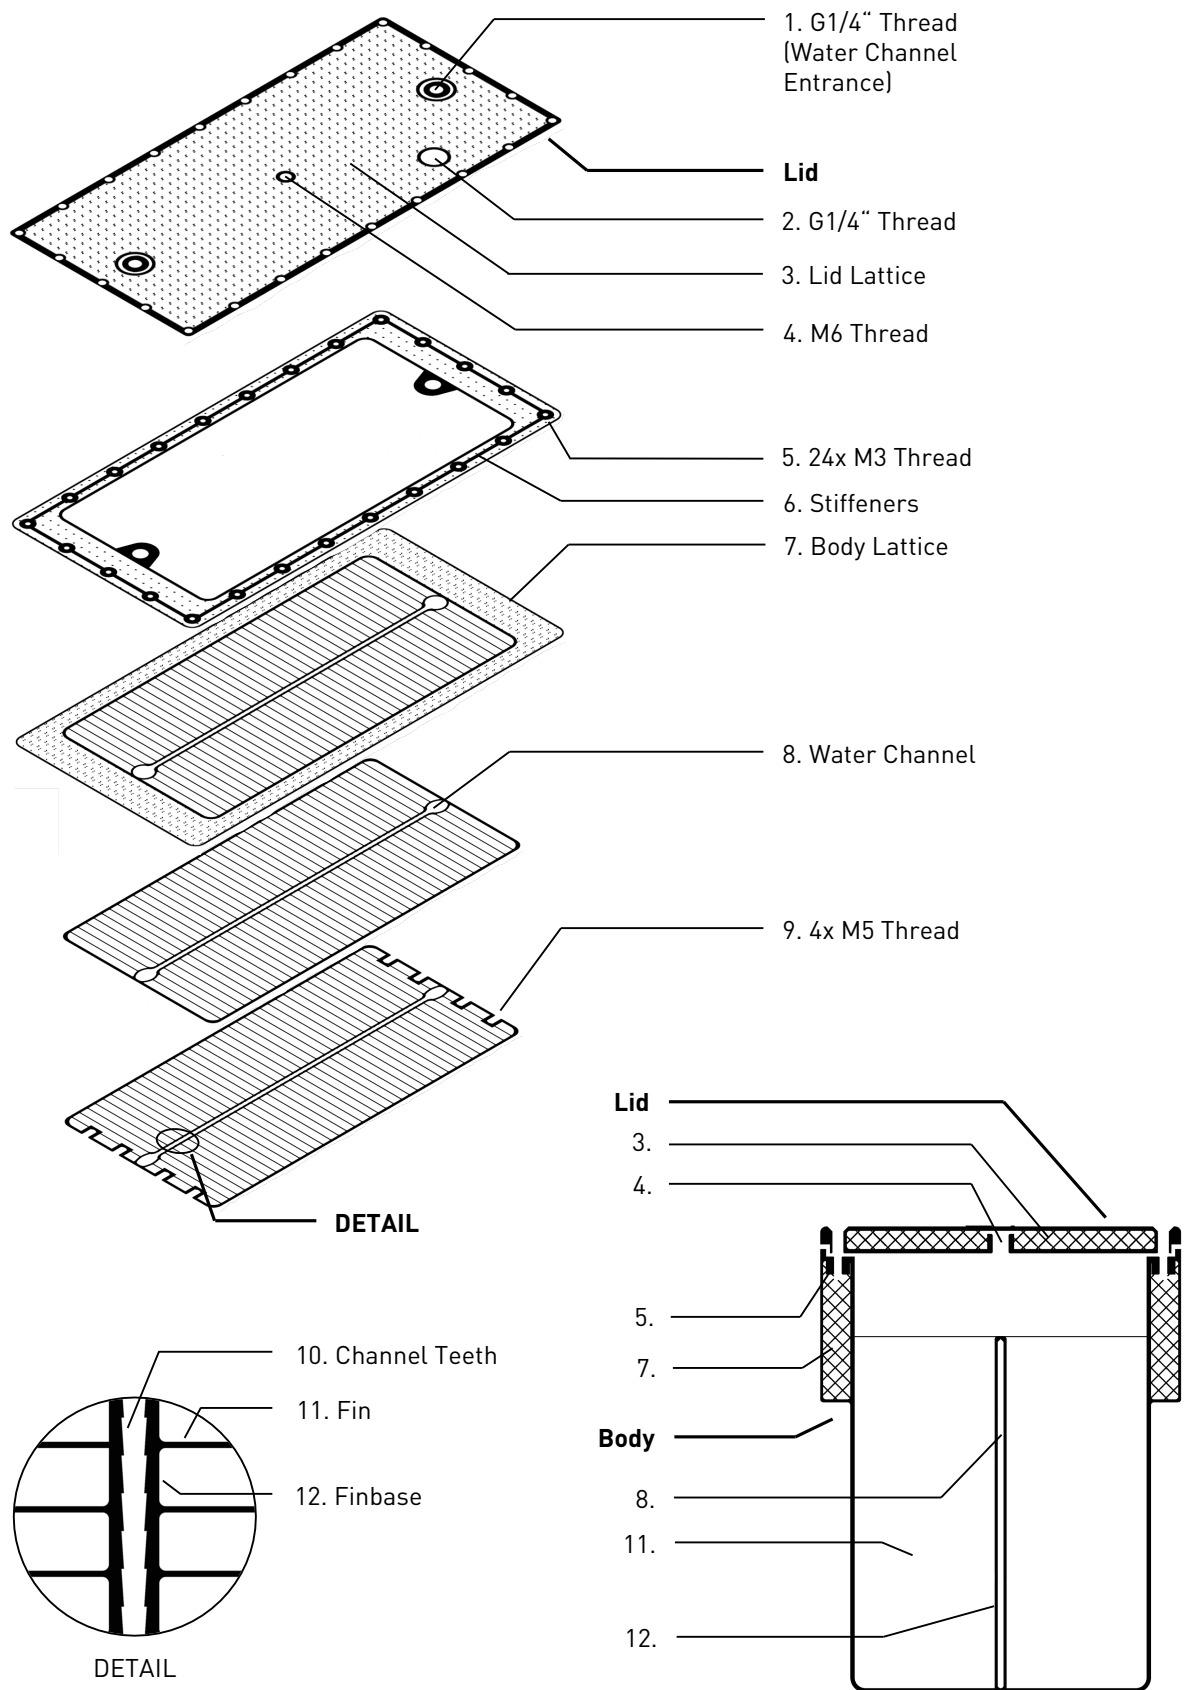 1. G1/4“ Thread
(Water Channel
Entrance)
Lid
2. G1/4“ Thread
3. Lid Lattice
4. M6 Thread
5. 24x M3 Thread
6. Stiffeners
7. Body Lattice
8. Water Channel
9. 4x M5 Thread
DETAIL
Lid
3.
4.
5.
7.
Body
8.
11.
12.
10. Channel Teeth
11. Fin
12. Finbase
DETAIL